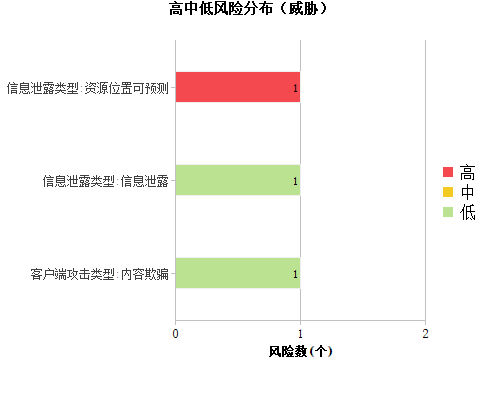 高中低风险分布（威胁）
信息泄露类型:资源位置可预测
1
信息泄露类型:信息泄露
1
客户端攻击类型:内容欺骗
1
高
中
低
0
1
2
风险数(个)